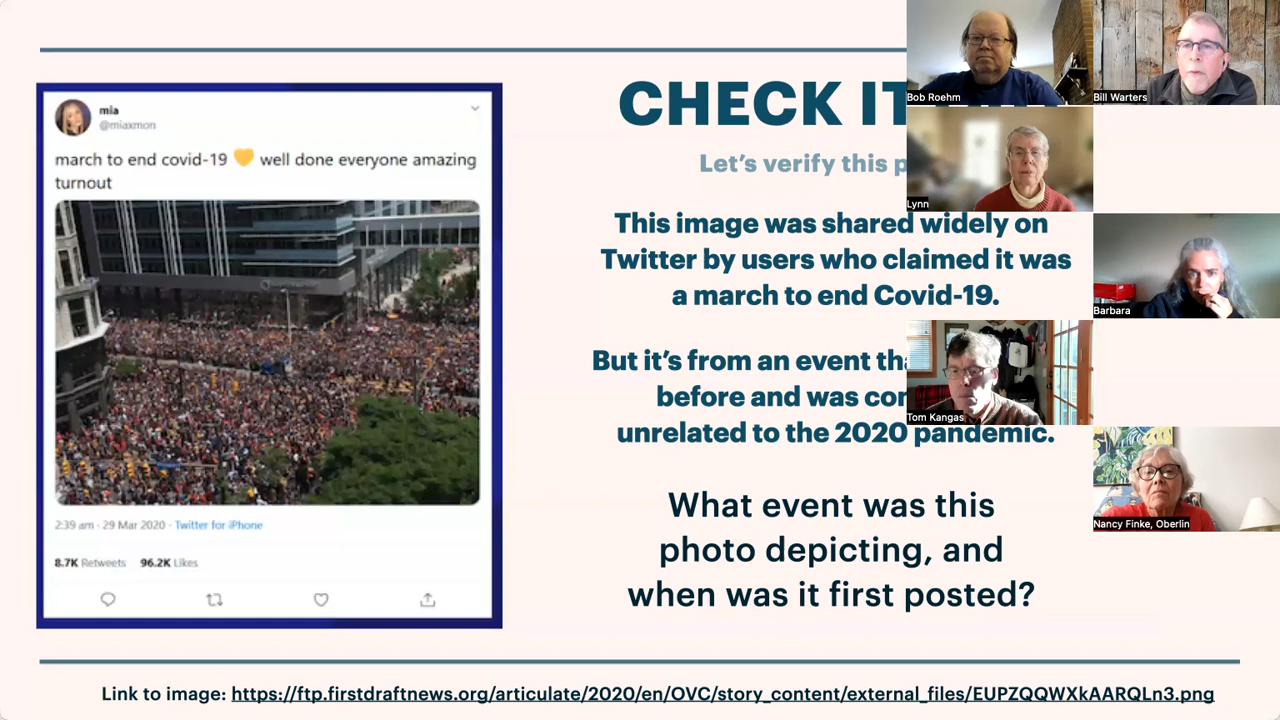 CHECK IT
Let's verify this
This image was shared widely on
Twitter by users who claimed it was
a march to end Covid-19.
But it's from an event
before and was
unrelated to the 2020 pandemic.
What event was this
photo depicting, and
when was it first posted?
mia
@miaxmon
march to end covid-19 💛 well done everyone amazing
turnout
2:39 am · 29 Mar 2020 · Twitter for iPhone
8.7K Retweets 96.2K Likes
Link to image: https://ftp.firstdraftnews.org/articulate/2020/en/OVC/story_content/external_files/EUPZQQWXkAARQLn3.png
Bob Roehm
Bill Warters
Lynn
Barbara
Tom Kangas
Nancy Finke, Oberlin